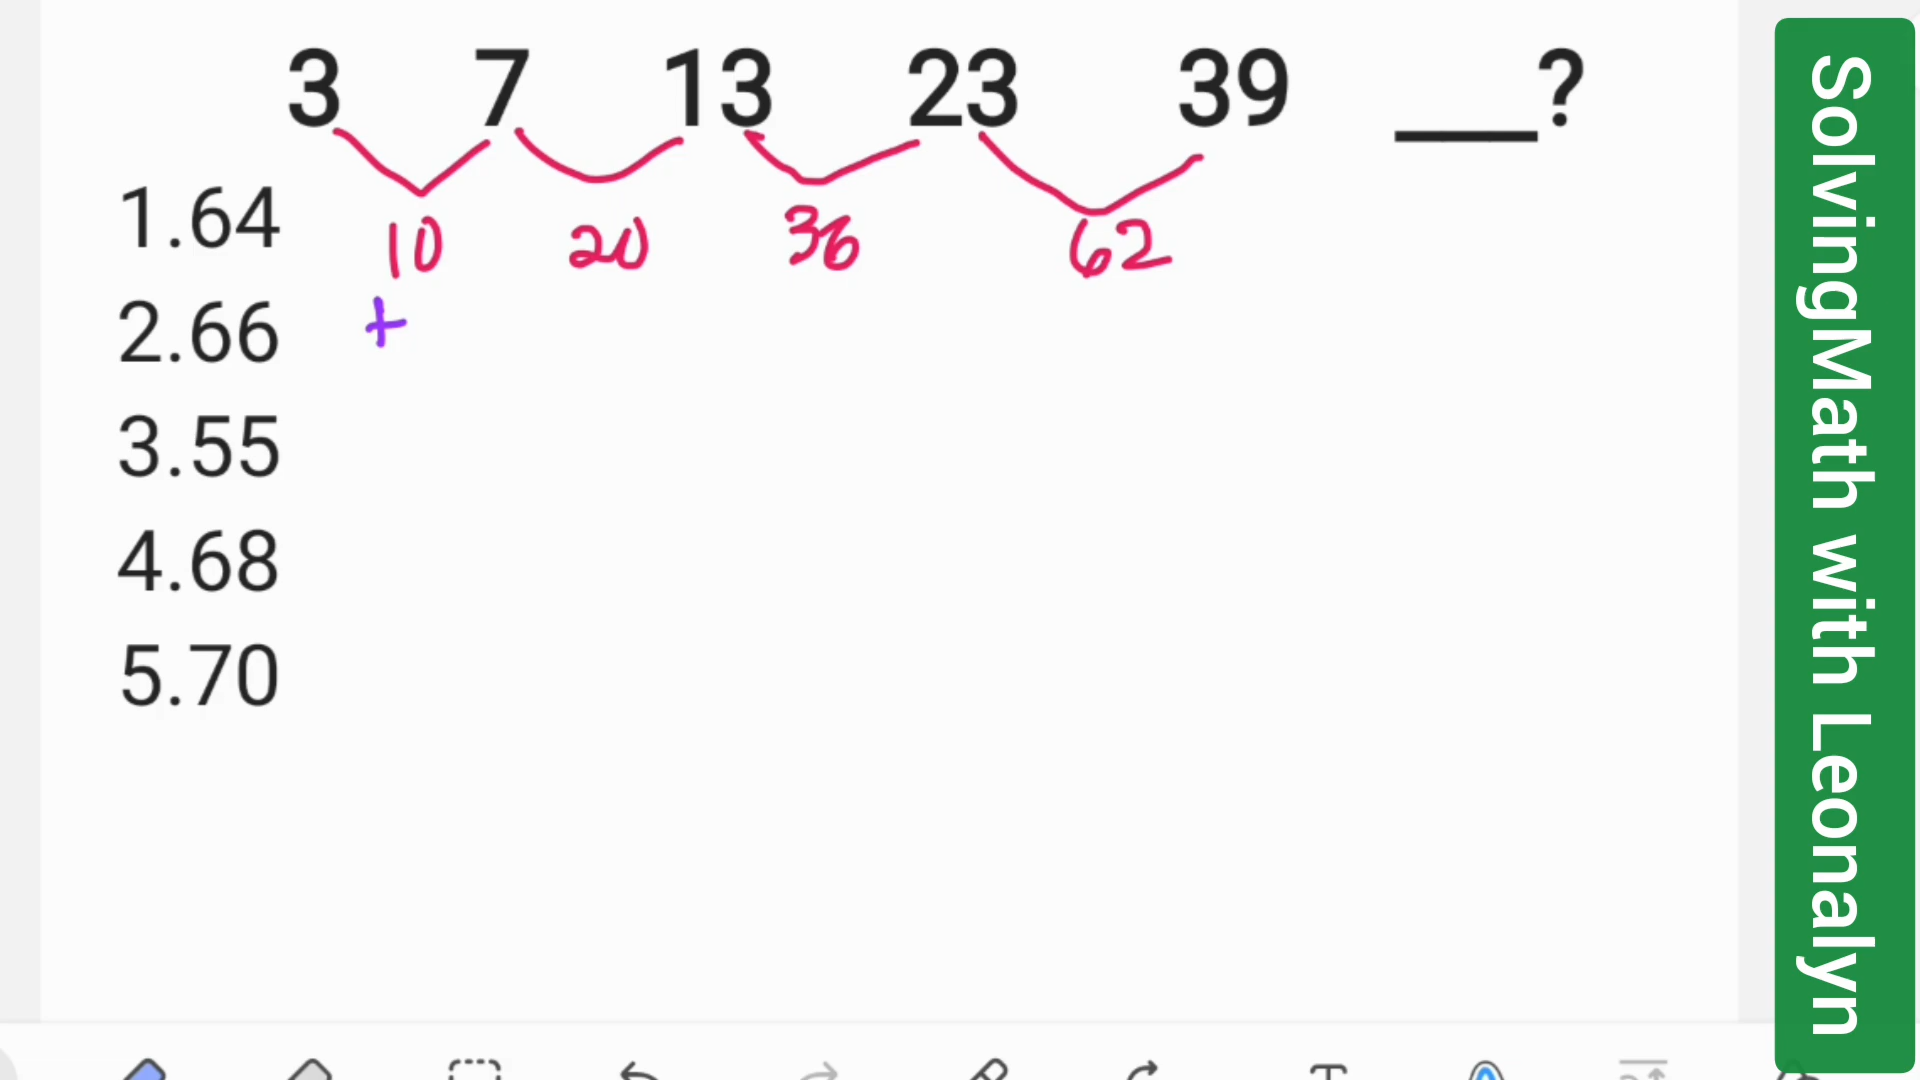 3 7 13 23 39 ___?
10 20 36 62
+
1.64
2.66
3.55
4.68
5.70
SolvingMath with Leonalyn
T